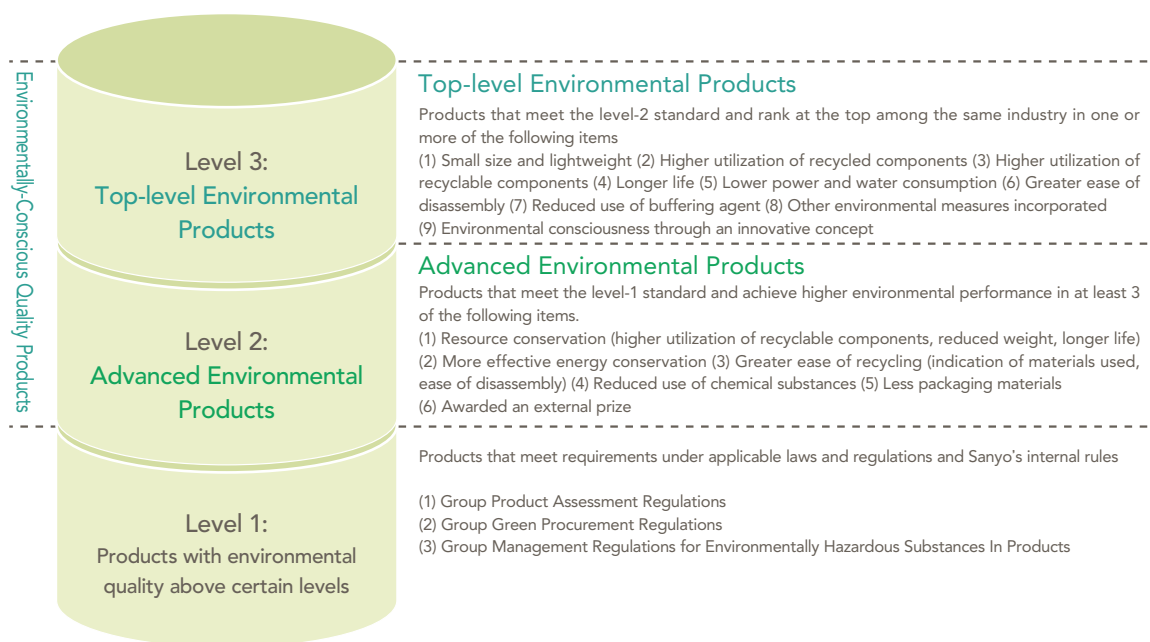 Environmentally-Conscious Quality Products
Level 3:
Top-level Environmental
Products
Top-level Environmental Products
Products that meet the level-2 standard and rank at the top among the same industry in one or
more of the following items
(1) Small size and lightweight (2) Higher utilization of recycled components (3) Higher utilization of
recyclable components (4) Longer life (5) Lower power and water consumption (6) Greater ease of
disassembly (7) Reduced use of buffering agent (8) Other environmental measures incorporated
(9) Environmental consciousness through an innovative concept
Level 2:
Advanced Environmental
Products
Advanced Environmental Products
Products that meet the level-1 standard and achieve higher environmental performance in at least 3
of the following items.
(1) Resource conservation (higher utilization of recyclable components, reduced weight, longer life)
(2) More effective energy conservation (3) Greater ease of recycling (indication of materials used,
ease of disassembly) (4) Reduced use of chemical substances (5) Less packaging materials
(6) Awarded an external prize
Level 1:
Products with environmental
quality above certain levels
Products that meet requirements under applicable laws and regulations and Sanyo's internal rules
(1) Group Product Assessment Regulations
(2) Group Green Procurement Regulations
(3) Group Management Regulations for Environmentally Hazardous Substances In Products